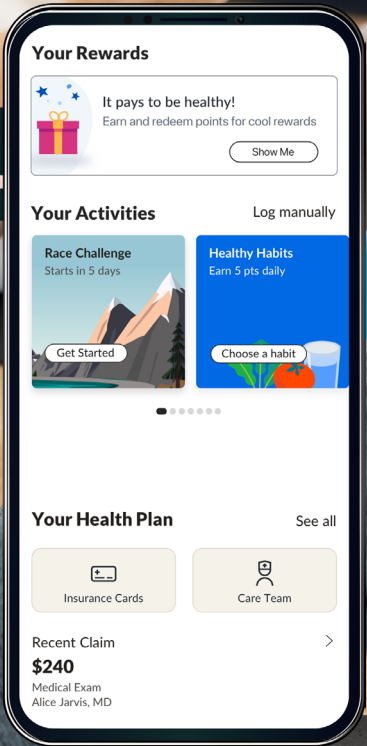 Your Rewards
It pays to be healthy!
Earn and redeem points for cool rewards
Show Me
Your Activities
Log manually
Race Challenge
Starts in 5 days
Get Started
Healthy Habits
Earn 5 pts daily
Choose a habit
Your Health Plan
See all
Insurance Cards
Care Team
Recent Claim
$240
Medical Exam
Alice Jarvis, MD